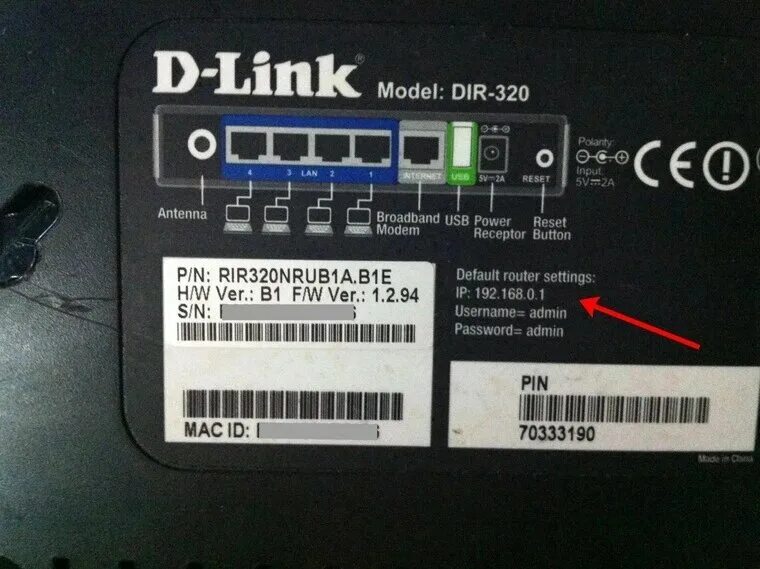 D-Link Model: DIR-320
4 3 LAN 2 1 INTERNET USB 5V⎓2A RESET
Polarity:
Input:
5V⎓2A
Antenna Broadband Modem USB Power Receptor Reset Button
P/N: RIR320NRUB1A.B1E
H/W Ver.: B1 F/W Ver.: 1.2.94
S/N:
Default router settings:
IP: 192.168.0.1
Username= admin
Password= admin
MAC ID:
PIN
70333190
Made in China